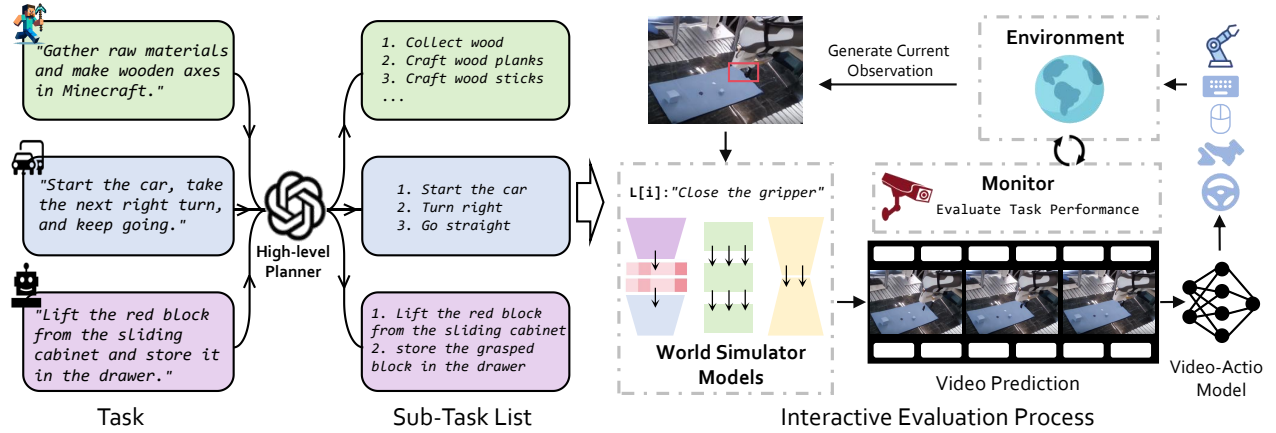 "Gather raw materials
and make wooden axes
in Minecraft."
"Start the car, take
the next right turn,
and keep going."
"Lift the red block
from the sliding
cabinet and store it
in the drawer."
Task
High-level
Planner
1. Collect wood
2. Craft wood planks
3. Craft wood sticks
...
1. Start the car
2. Turn right
3. Go straight
1. Lift the red block
from the sliding cabinet
2. store the grasped
block in the drawer
Sub-Task List
Generate Current
Observation
Environment
L[i]:"Close the gripper"
World Simulator
Models
Monitor
Evaluate Task Performance
Video Prediction
Video-Actio
Model
Interactive Evaluation Process